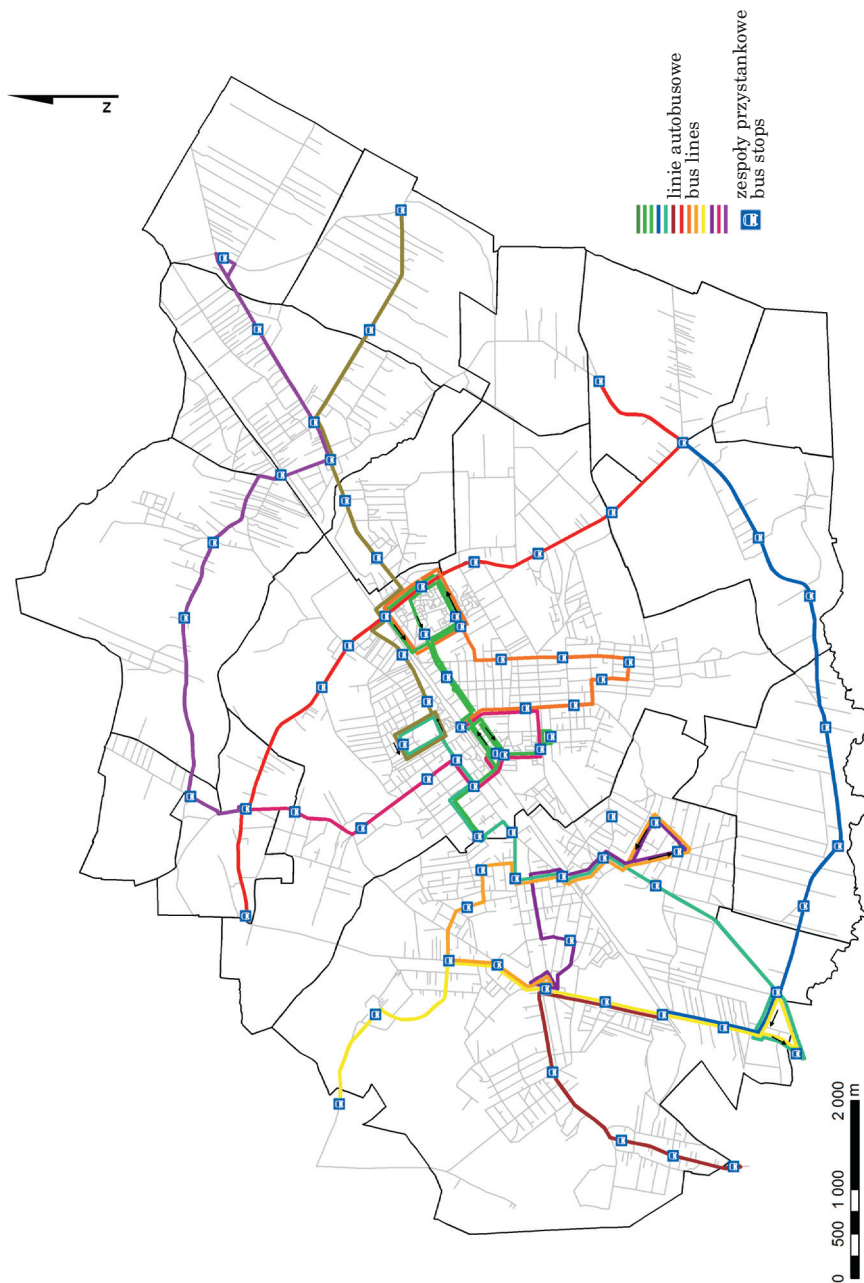 N
linie autobusowe
bus lines
zespoły przystankowe
bus stops
0 500 1 000 2 000
m